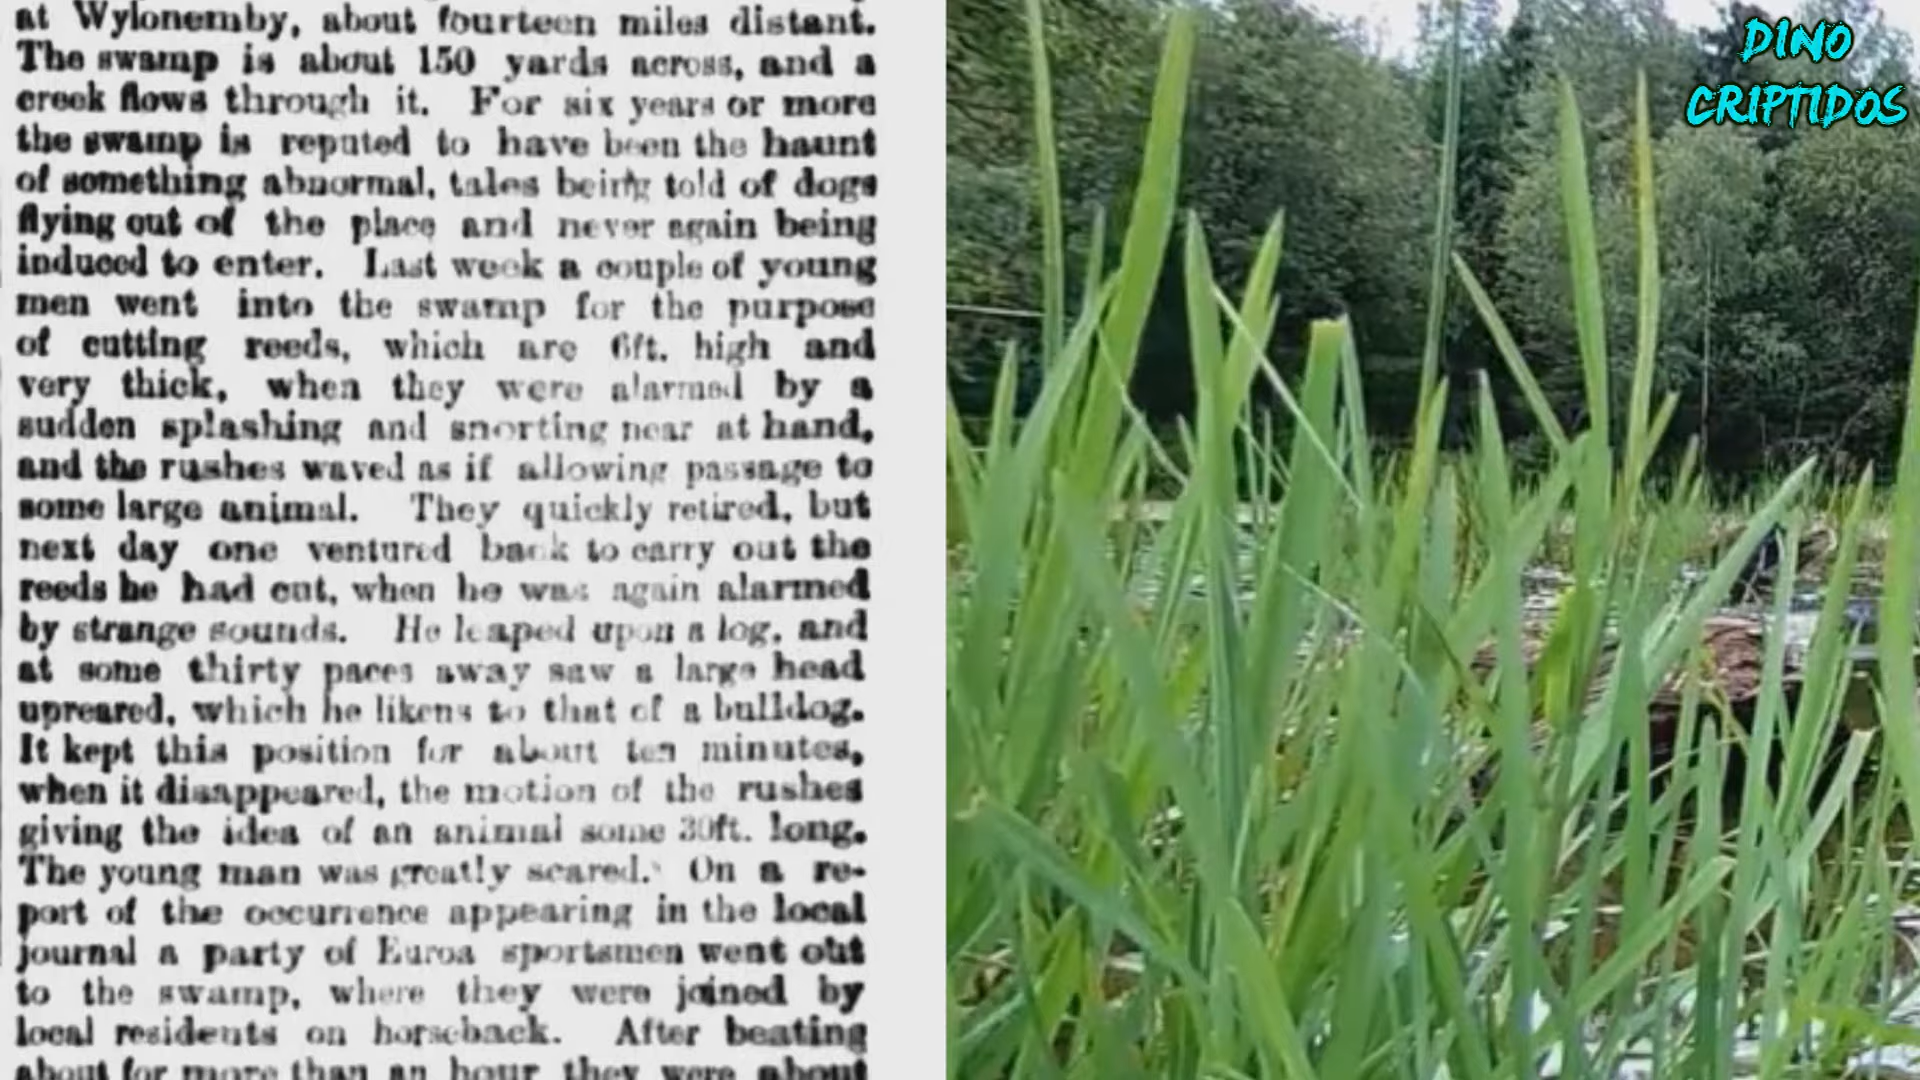 at Wylonemby, about fourteen miles distant.
The swamp is about 150 yards across, and a
creek flows through it. For six years or more
the swamp is reputed to have been the haunt
of something abnormal, tales being told of dogs
flying out of the place and never again being
induced to enter. Last week a couple of young
men went into the swamp for the purpose
of cutting reeds, which are 6ft. high and
very thick, when they were alarmed by a
sudden splashing and snorting near at hand,
and the rushes waved as if allowing passage to
some large animal. They quickly retired, but
next day one ventured back to carry out the
reeds he had cut, when he was again alarmed
by strange sounds. He leaped upon a log, and
at some thirty paces away saw a large head
upreared, which he likens to that of a bulldog.
It kept this position for about ten minutes,
when it disappeared, the motion of the rushes
giving the idea of an animal some 30ft. long.
The young man was greatly scared. On a re-
port of the occurrence appearing in the local
journal a party of Euroa sportsmen went out
to the swamp, where they were joined by
local residents on horseback. After beating
about for more than an hour they were about
DINO
CRIPTIDOS